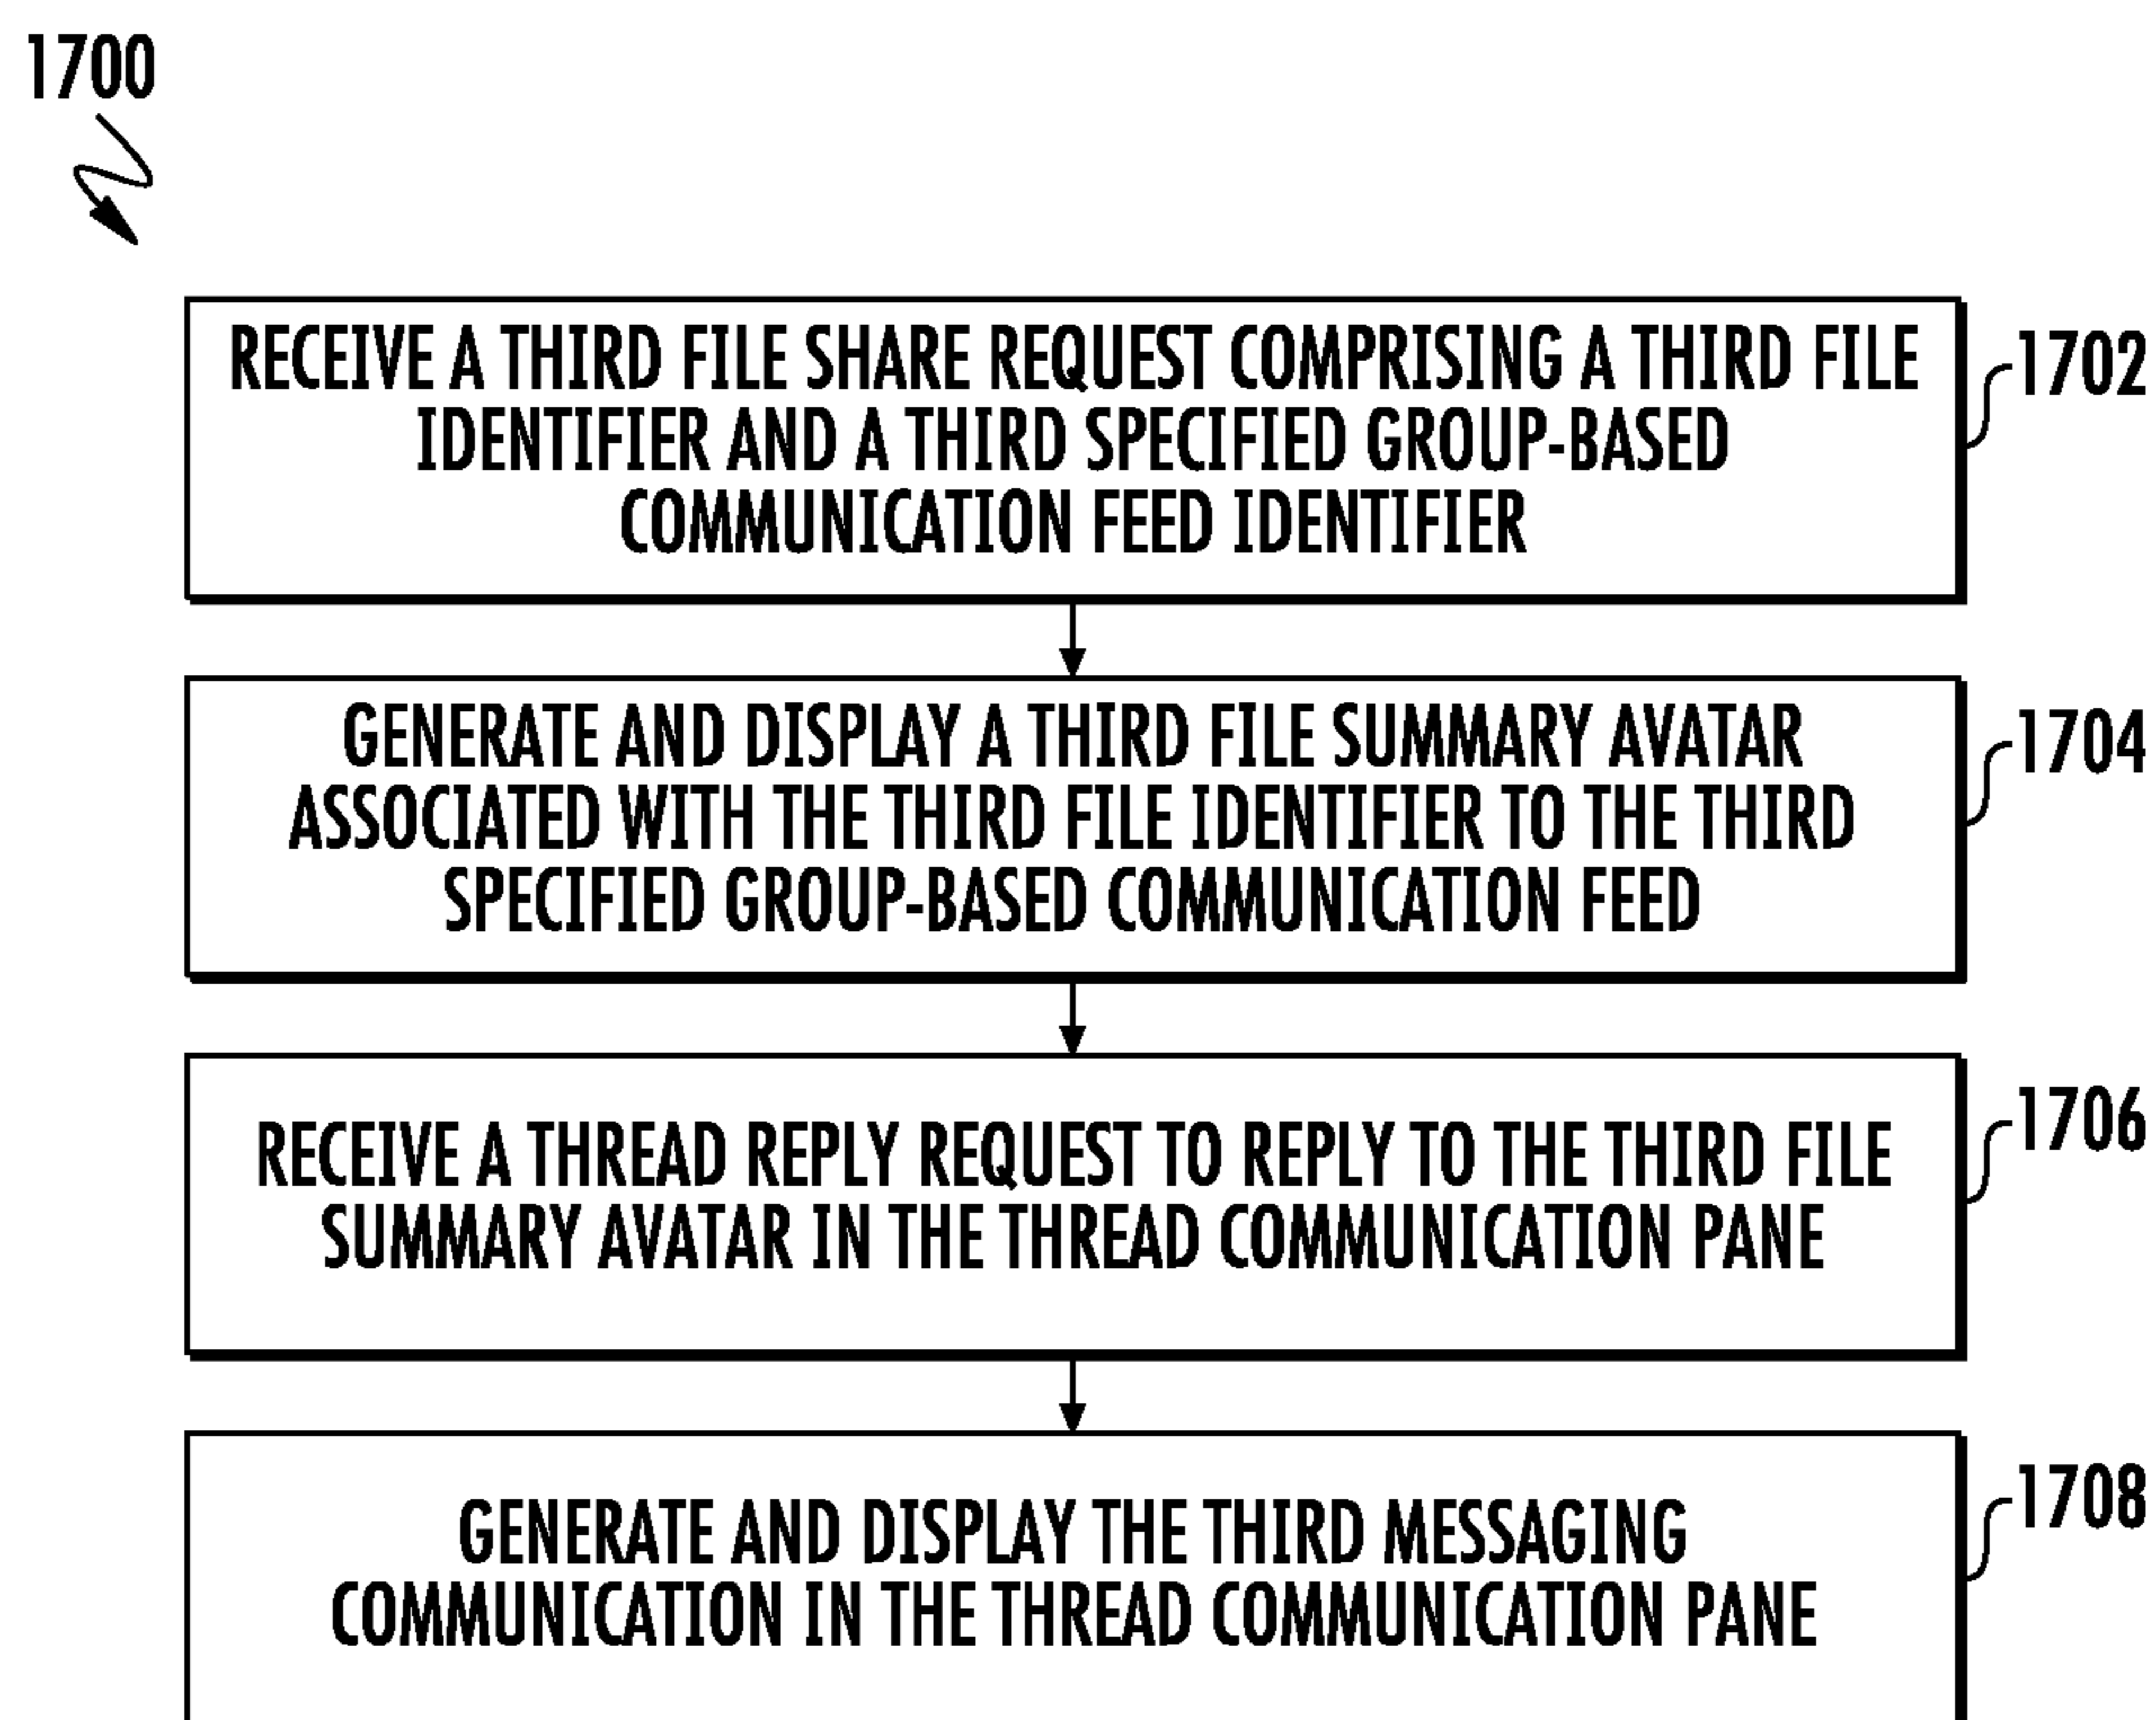 1700
RECEIVE A THIRD FILE SHARE REQUEST COMPRISING A THIRD FILE
IDENTIFIER AND A THIRD SPECIFIED GROUP-BASED
COMMUNICATION FEED IDENTIFIER
1702
GENERATE AND DISPLAY A THIRD FILE SUMMARY AVATAR
ASSOCIATED WITH THE THIRD FILE IDENTIFIER TO THE THIRD
SPECIFIED GROUP-BASED COMMUNICATION FEED
1704
RECEIVE A THREAD REPLY REQUEST TO REPLY TO THE THIRD FILE
SUMMARY AVATAR IN THE THREAD COMMUNICATION PANE
1706
GENERATE AND DISPLAY THE THIRD MESSAGING
COMMUNICATION IN THE THREAD COMMUNICATION PANE
1708